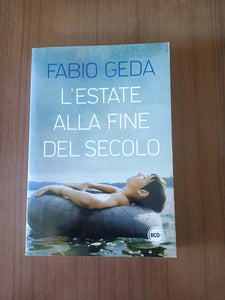 FABIO GEDA
L'ESTATE
ALLA FINE
DEL SECOLO